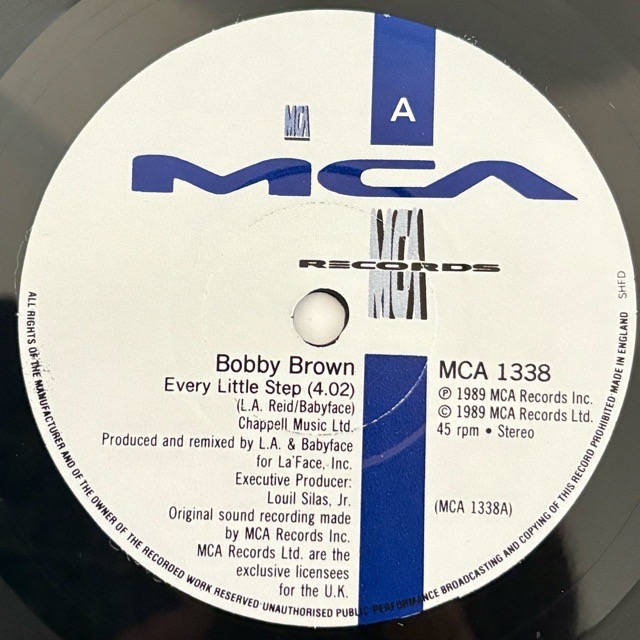 A
MCA
MCA
MCA
RECORDS
Bobby Brown
Every Little Step (4.02)
(L.A. Reid/Babyface)
Chappell Music Ltd.
Produced and remixed by L.A. & Babyface
for La'Face, Inc.
Executive Producer:
Louil Silas, Jr.
Original sound recording made
by MCA Records Inc.
MCA Records Ltd. are the
exclusive licensees
for the U.K.
MCA 1338
℗ 1989 MCA Records Inc.
© 1989 MCA Records Ltd.
45 rpm • Stereo
(MCA 1338A)
ALL RIGHTS OF THE MANUFACTURER AND OF THE OWNER OF THE RECORDED WORK RESERVED·UNAUTHORISED PUBLIC PERFORMANCE BROADCASTING AND COPYING OF THIS RECORD PROHIBITED·MADE IN ENGLAND
SHFD